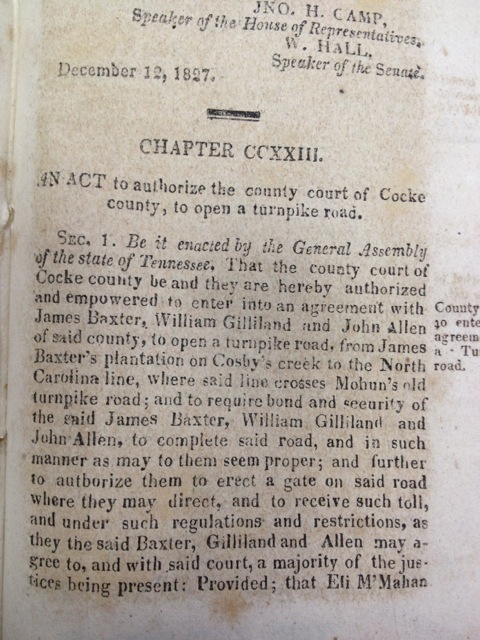 JNO. H. CAMP,
Speaker of the House of Representatives.
W. HALL,
Speaker of the Senate.
December 12, 1827.
CHAPTER CCXXIII.
AN ACT to authorize the county court of Cocke
county, to open a turnpike road.
SEC. 1. Be it enacted by the General Assembly
of the state of Tennessee, That the county court of
Cocke county be and they are hereby authorized
and empowered to enter into an agreement with
James Baxter, William Gilliland and John Allen
of said county, to open a turnpike road, from James
Baxter's plantation on Cosby's creek to the North
Carolina line, where said line crosses Mohun's old
turnpike road; and to require bond and security of
the said James Baxter, William Gilliland and
John Allen, to complete said road, and in such
manner as may to them seem proper; and further
to authorize them to erect a gate on said road
where they may direct, and to receive such toll,
and under such regulations and restrictions, as
they the said Baxter, Gilliland and Allen may a-
gree to, and with said court, a majority of the jus-
tices being present: Provided; that Eli M'Mahan
County
to ente
agreem
a Tu
road.